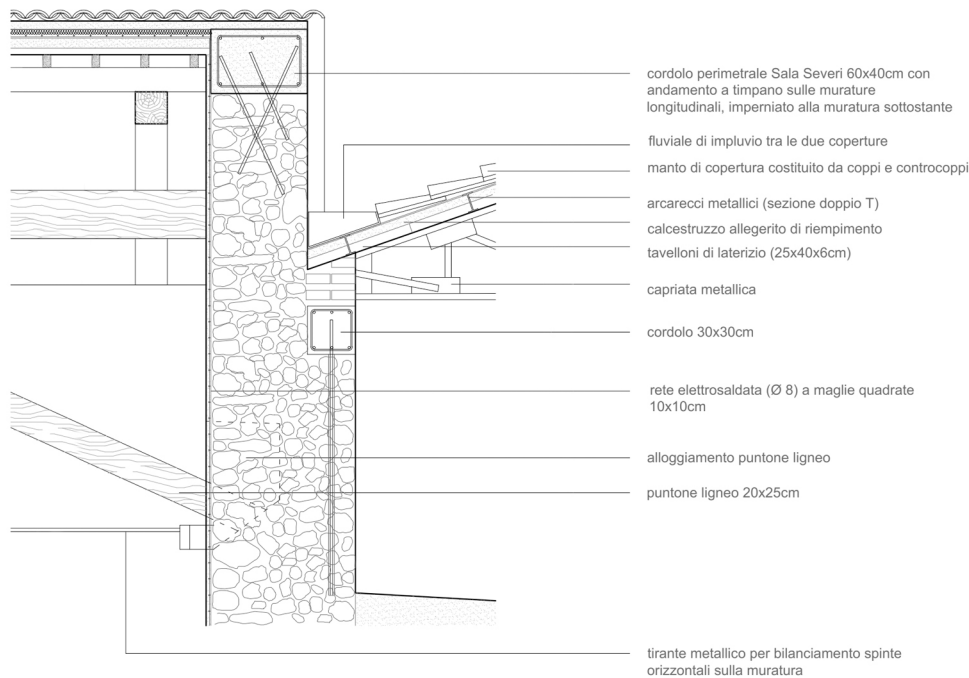 cordolo perimetrale Sala Severi 60x40cm con
andamento a timpano sulle murature
longitudinali, imperniato alla muratura sottostante
fluviale di impluvio tra le due coperture
manto di copertura costituito da coppi e controcoppi
arcarecci metallici (sezione doppio T)
calcestruzzo allegerito di riempimento
tavelloni di laterizio (25x40x6cm)
capriata metallica
cordolo 30x30cm
rete elettrosaldata (Ø 8) a maglie quadrate
10x10cm
alloggiamento puntone ligneo
puntone ligneo 20x25cm
tirante metallico per bilanciamento spinte
orizzontali sulla muratura